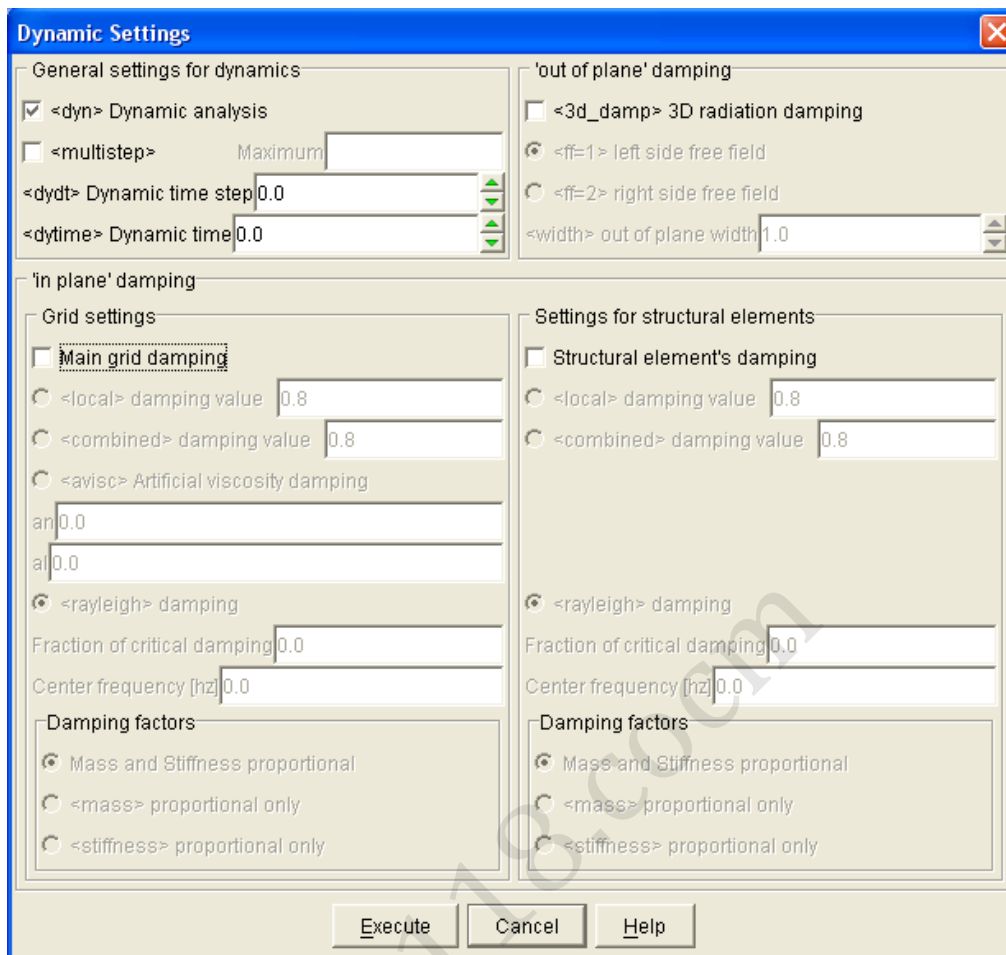 Dynamic Settings
General settings for dynamics
<dyn> Dynamic analysis
<multistep> Maximum
<dydt> Dynamic time step 0.0
<dytime> Dynamic time 0.0
'out of plane' damping
<3d_damp> 3D radiation damping
<ff=1> left side free field
<ff=2> right side free field
<width> out of plane width 1.0
'in plane' damping
Grid settings
Main grid damping
<local> damping value 0.8
<combined> damping value 0.8
<avisc> Artificial viscosity damping
an 0.0
al 0.0
<rayleigh> damping
Fraction of critical damping 0.0
Center frequency [hz] 0.0
Damping factors
Mass and Stiffness proportional
<mass> proportional only
<stiffness> proportional only
Settings for structural elements
Structural element's damping
<local> damping value 0.8
<combined> damping value 0.8
<rayleigh> damping
Fraction of critical damping 0.0
Center frequency [hz] 0.0
Damping factors
Mass and Stiffness proportional
<mass> proportional only
<stiffness> proportional only
Execute Cancel Help
118.cocm